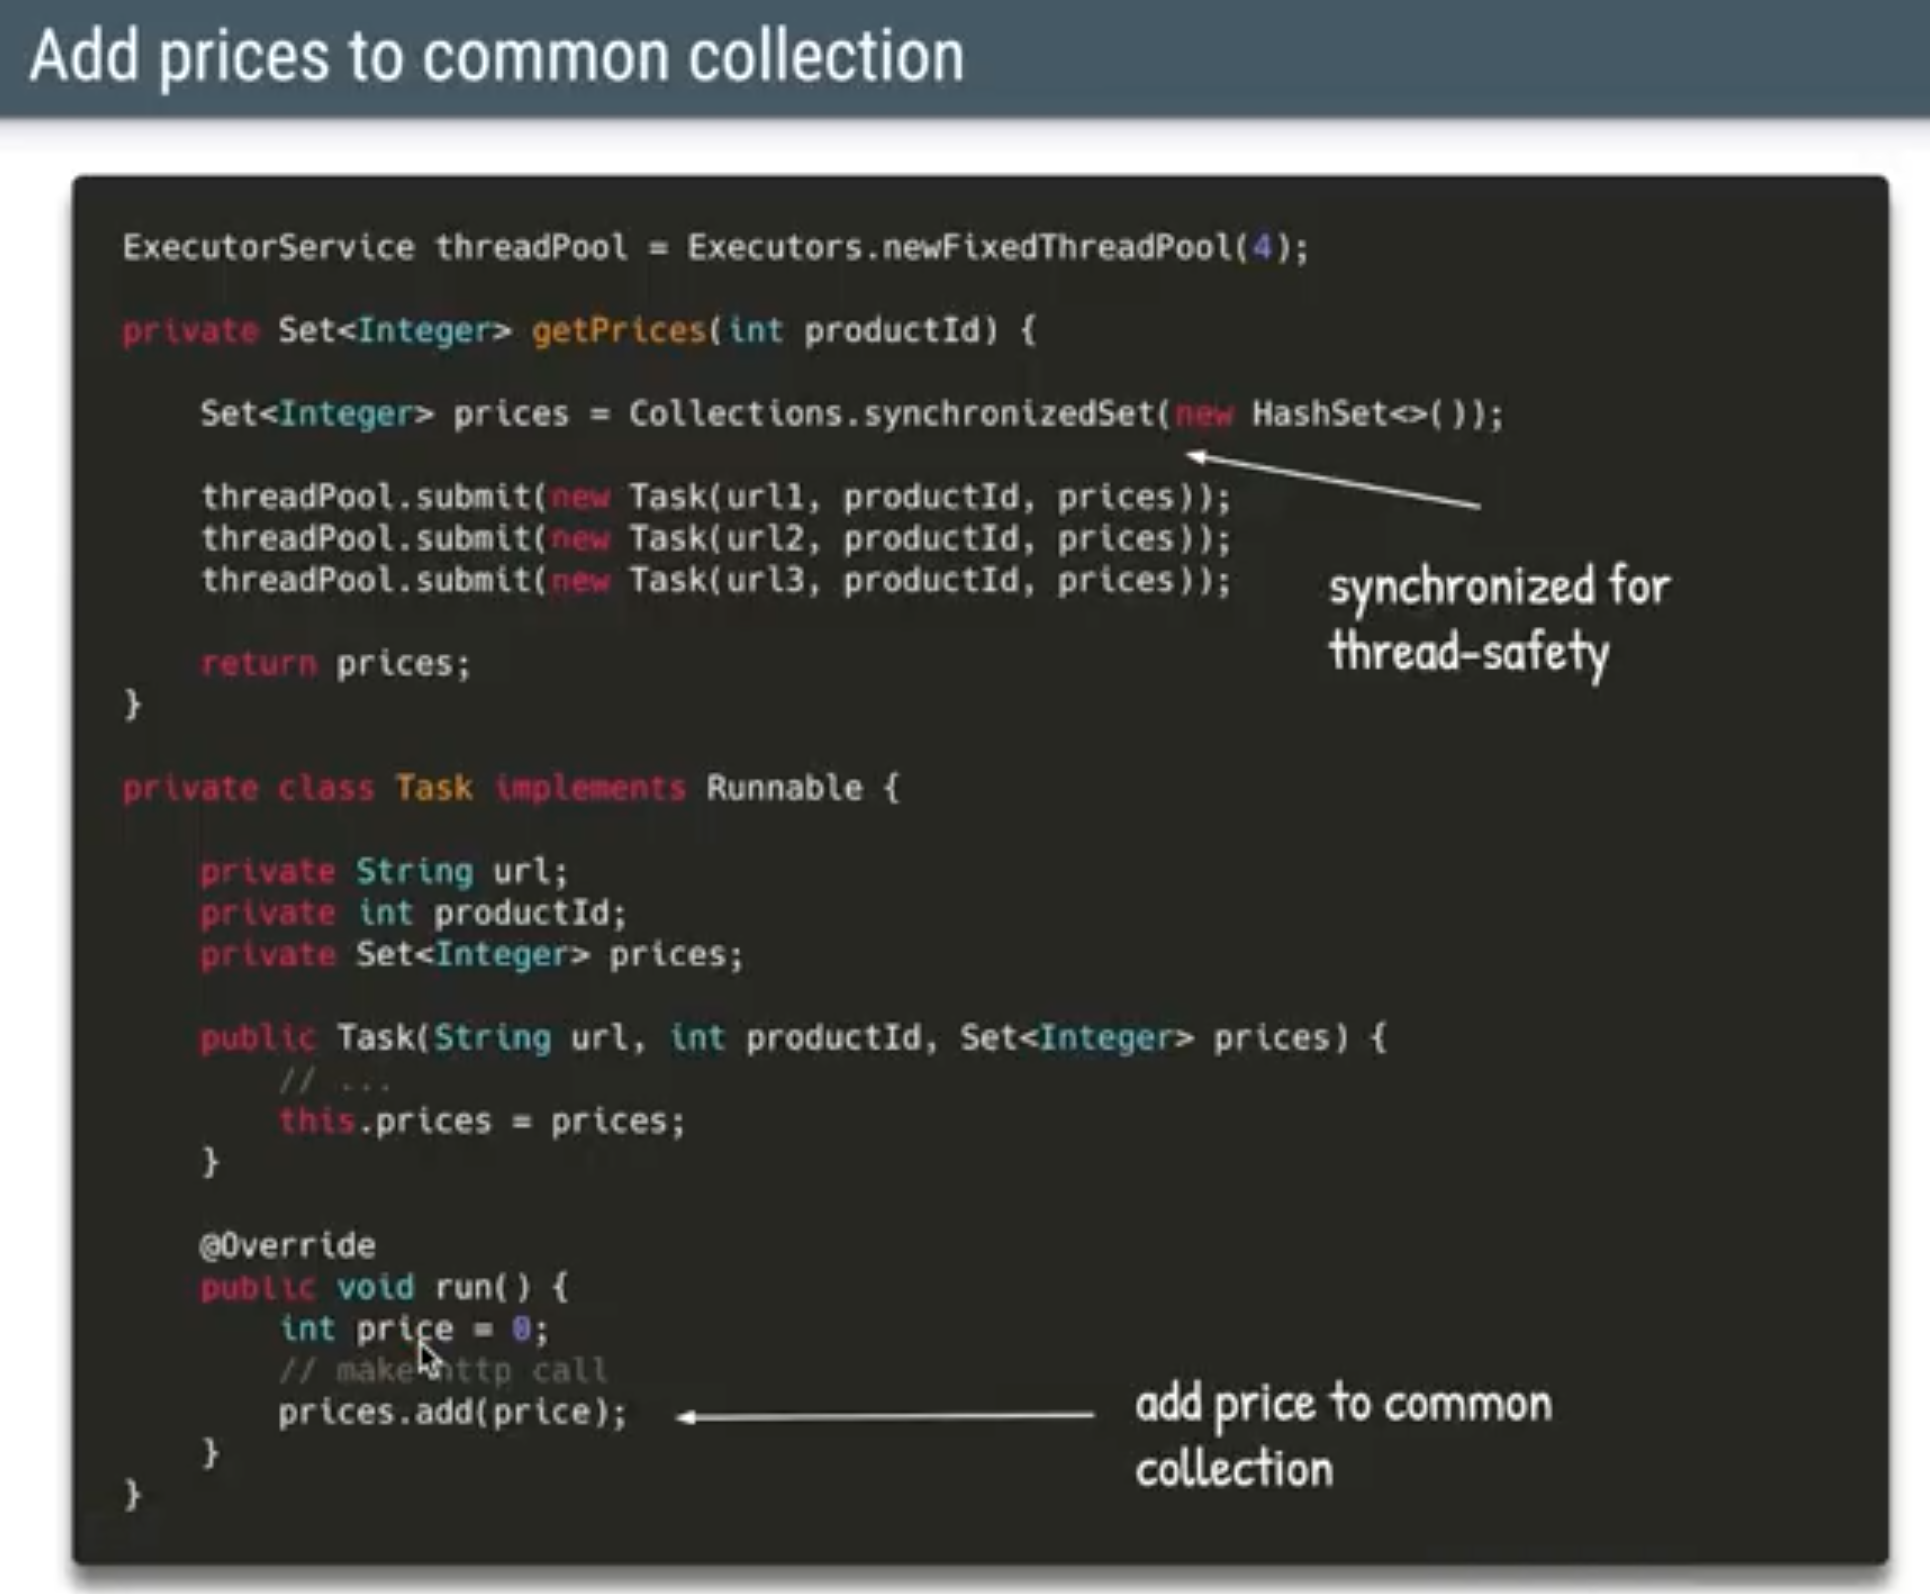 Add prices to common collection
ExecutorService threadPool = Executors.newFixedThreadPool(4);
private Set<Integer> getPrices(int productId) {
Set<Integer> prices = Collections.synchronizedSet(new HashSet<>());
threadPool.submit(new Task(url1, productId, prices));
threadPool.submit(new Task(url2, productId, prices));
threadPool.submit(new Task(url3, productId, prices));
synchronized for
thread-safety
return prices;
}
private class Task implements Runnable {
private String url;
private int productId;
private Set<Integer> prices;
public Task(String url, int productId, Set<Integer> prices) {
// ...
this.prices = prices;
}
@Override
public void run() {
int price = 0;
// make http call
prices.add(price);
add price to common
collection
}
}